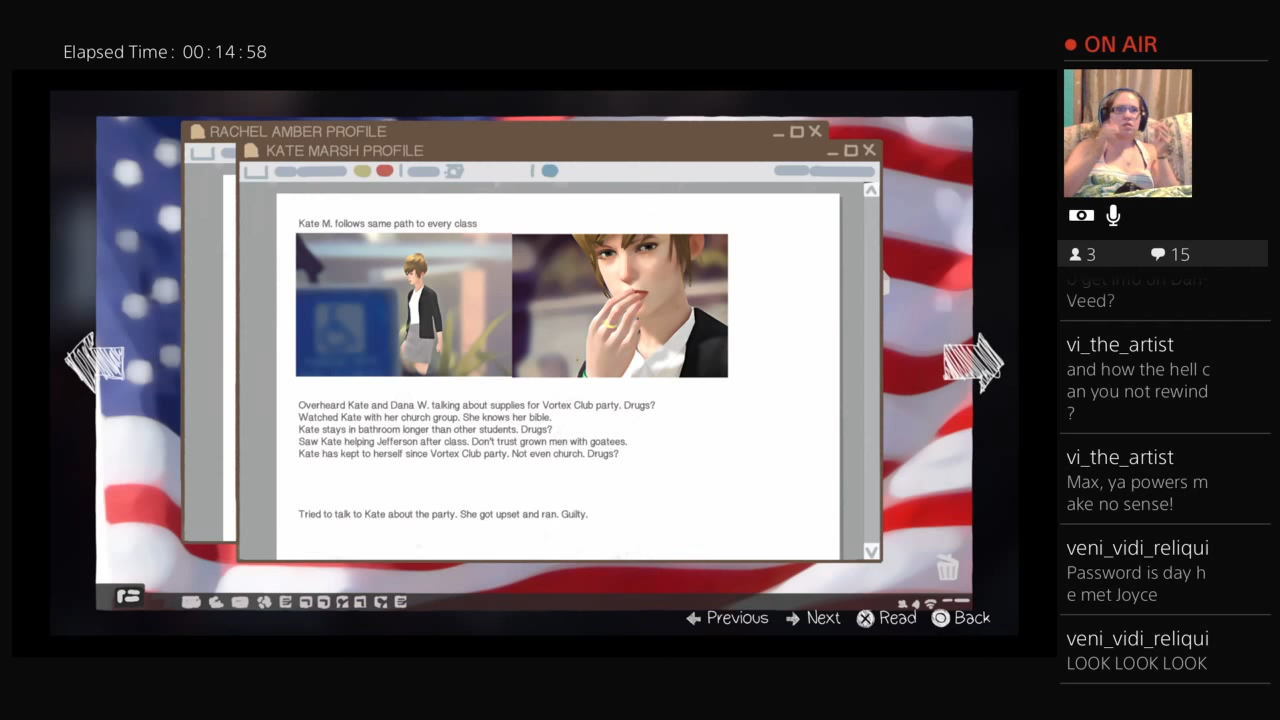 Elapsed Time: 00:14:58
ON AIR
RACHEL AMBER PROFILE
KATE MARSH PROFILE
Kate M. follows same path to every class
Overheard Kate and Dana W. talking about supplies for Vortex Club party. Drugs?
Watched Kate with her church group. She knows her bible.
Kate stays in bathroom longer than other students. Drugs?
Saw Kate helping Jefferson after class. Don't trust grown men with goatees.
Kate has kept to herself since Vortex Club party. Not even church. Drugs?
Tried to talk to Kate about the party. She got upset and ran. Guilty.
Previous Next Read Back
3 15
Veed?
vi_the_artist
and how the hell c
an you not rewind
?
vi_the_artist
Max, ya powers m
ake no sense!
veni_vidi_reliqui
Password is day h
e met Joyce
veni_vidi_reliqui
LOOK LOOK LOOK